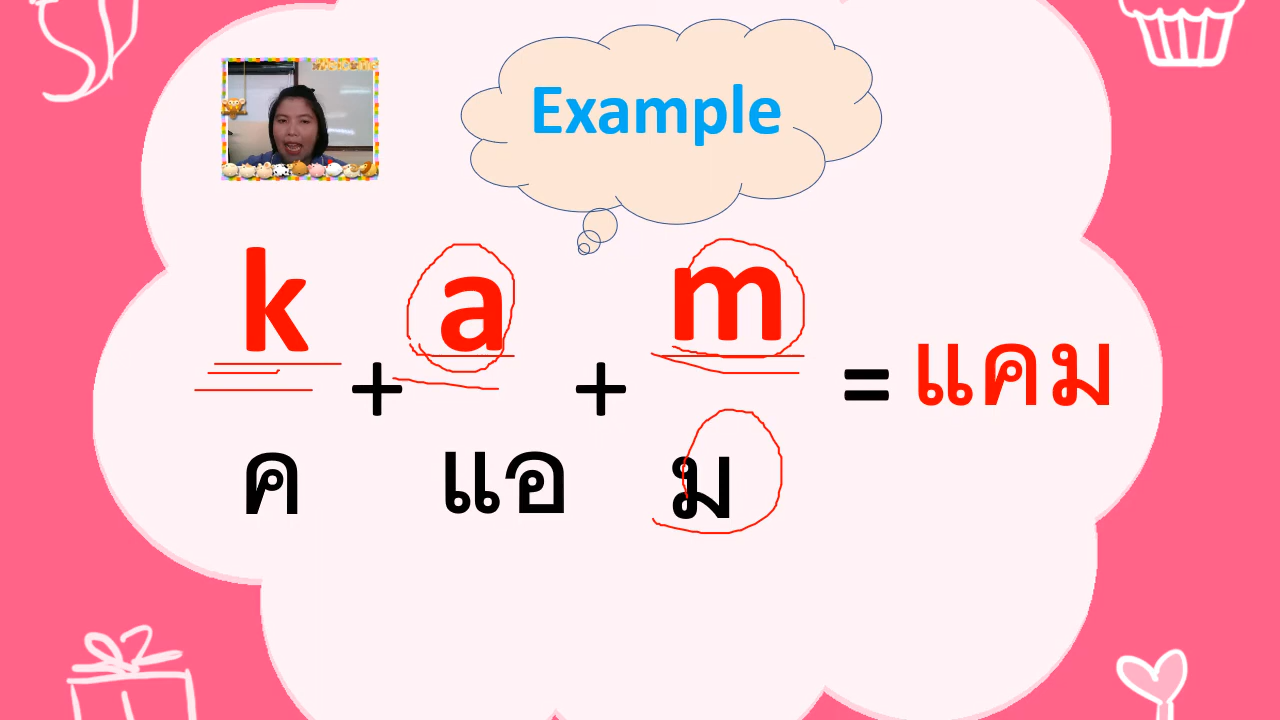 Example
k + a + m = แคม
ค แอ ม